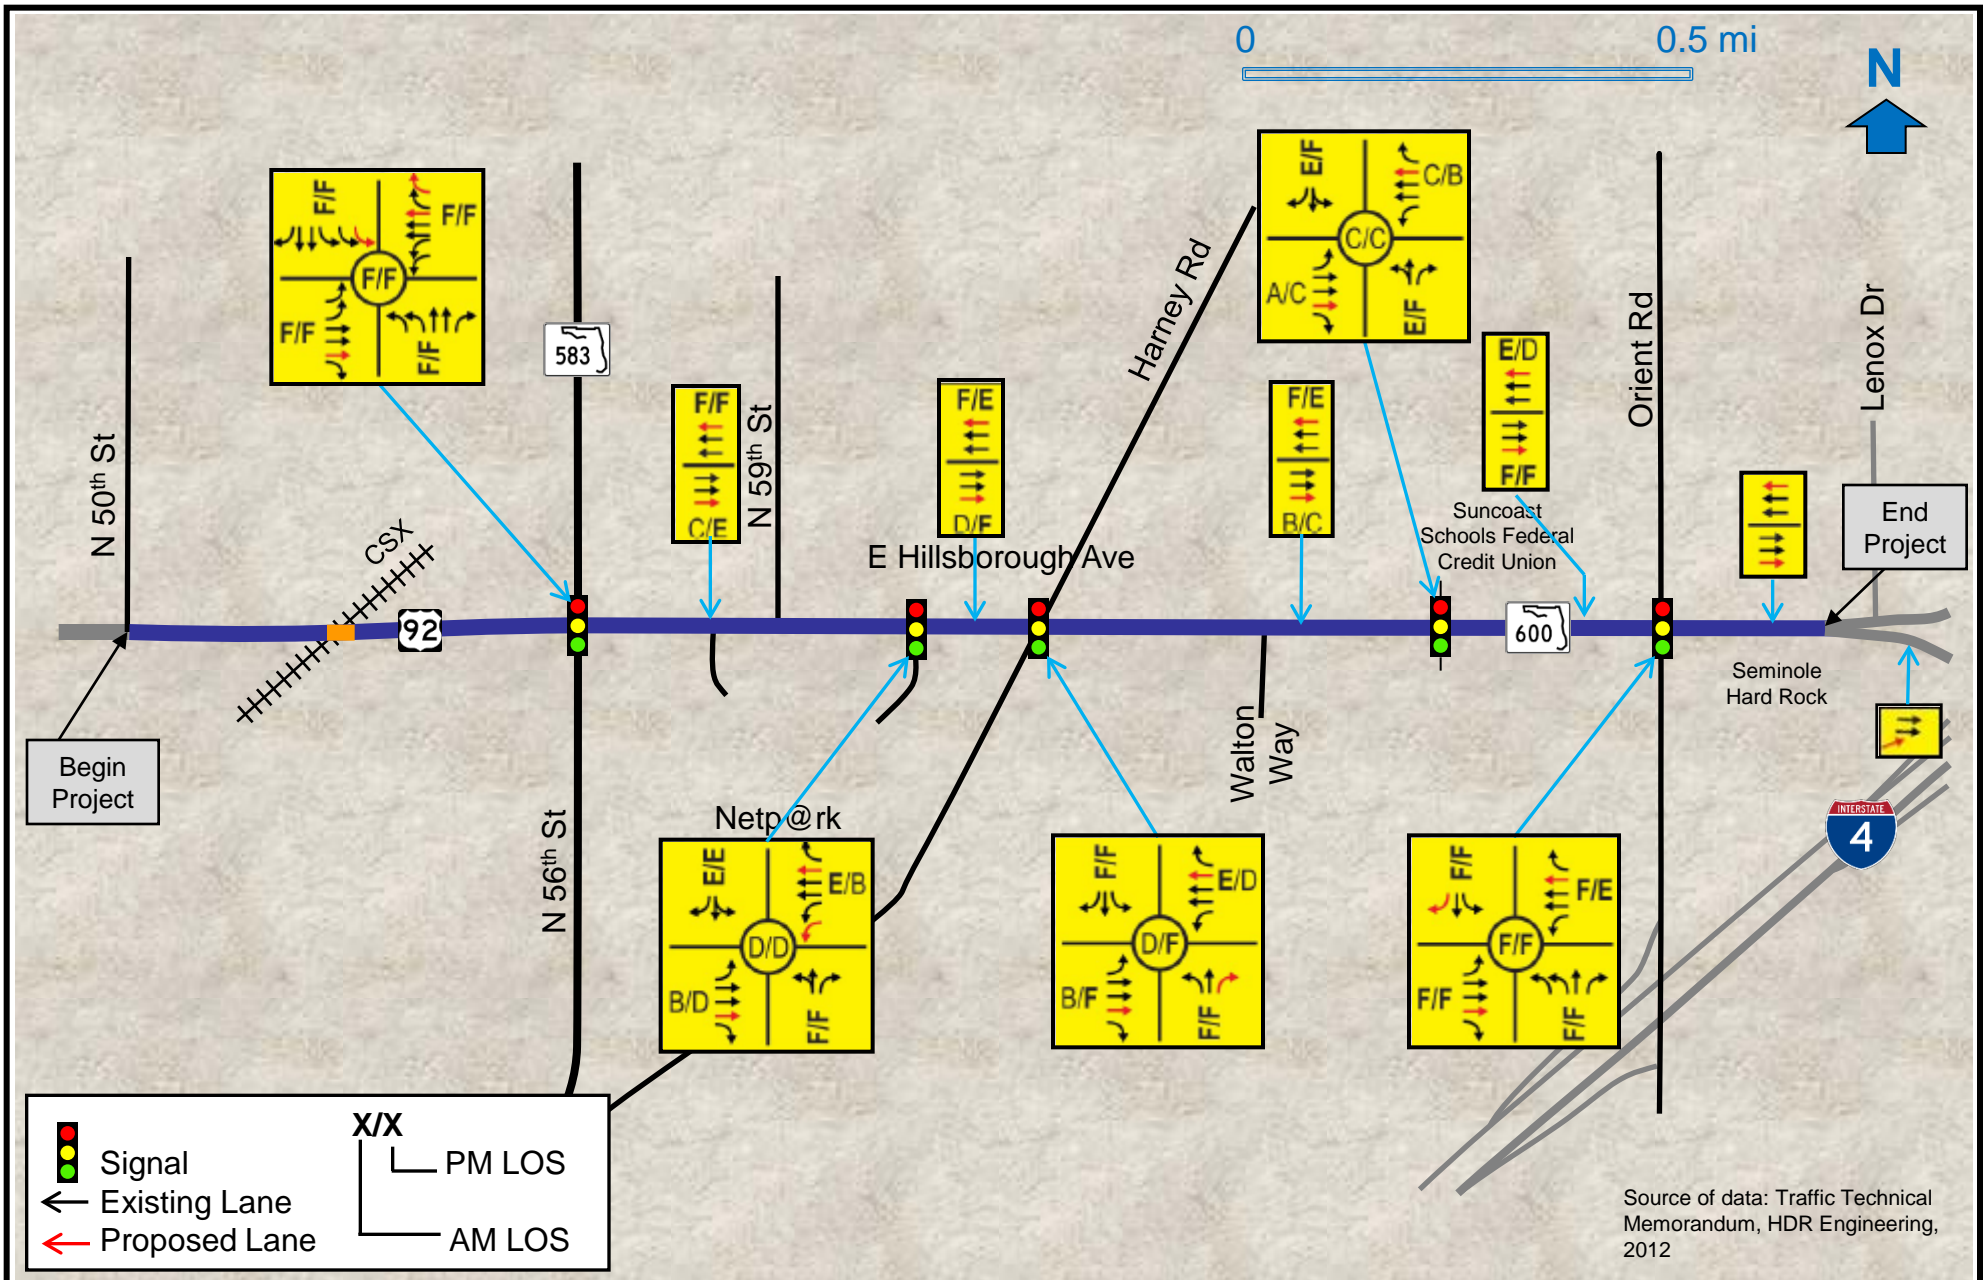 0
0.5 mi
N
F/F
F/F
F/F
F/F
F/F
E/F
C/B
C/C
A/C
E/F
583
Harney Rd
Orient Rd
Lenox Dr
N 50th St
N 59th St
F/F
C/E
F/E
D/F
F/E
B/C
E/D
F/F
CSX
E Hillsborough Ave
Suncoast
Schools Federal
Credit Union
End
Project
92
600
Seminole
Hard Rock
Begin
Project
Walton
Way
N 56th St
Netp@rk
E/E
E/B
D/D
B/D
F/F
F/F
E/D
D/F
B/F
F/F
F/F
F/E
F/F
F/F
F/F
INTERSTATE
4
X/X
Signal
PM LOS
Existing Lane
Proposed Lane
AM LOS
Source of data: Traffic Technical
Memorandum, HDR Engineering,
2012